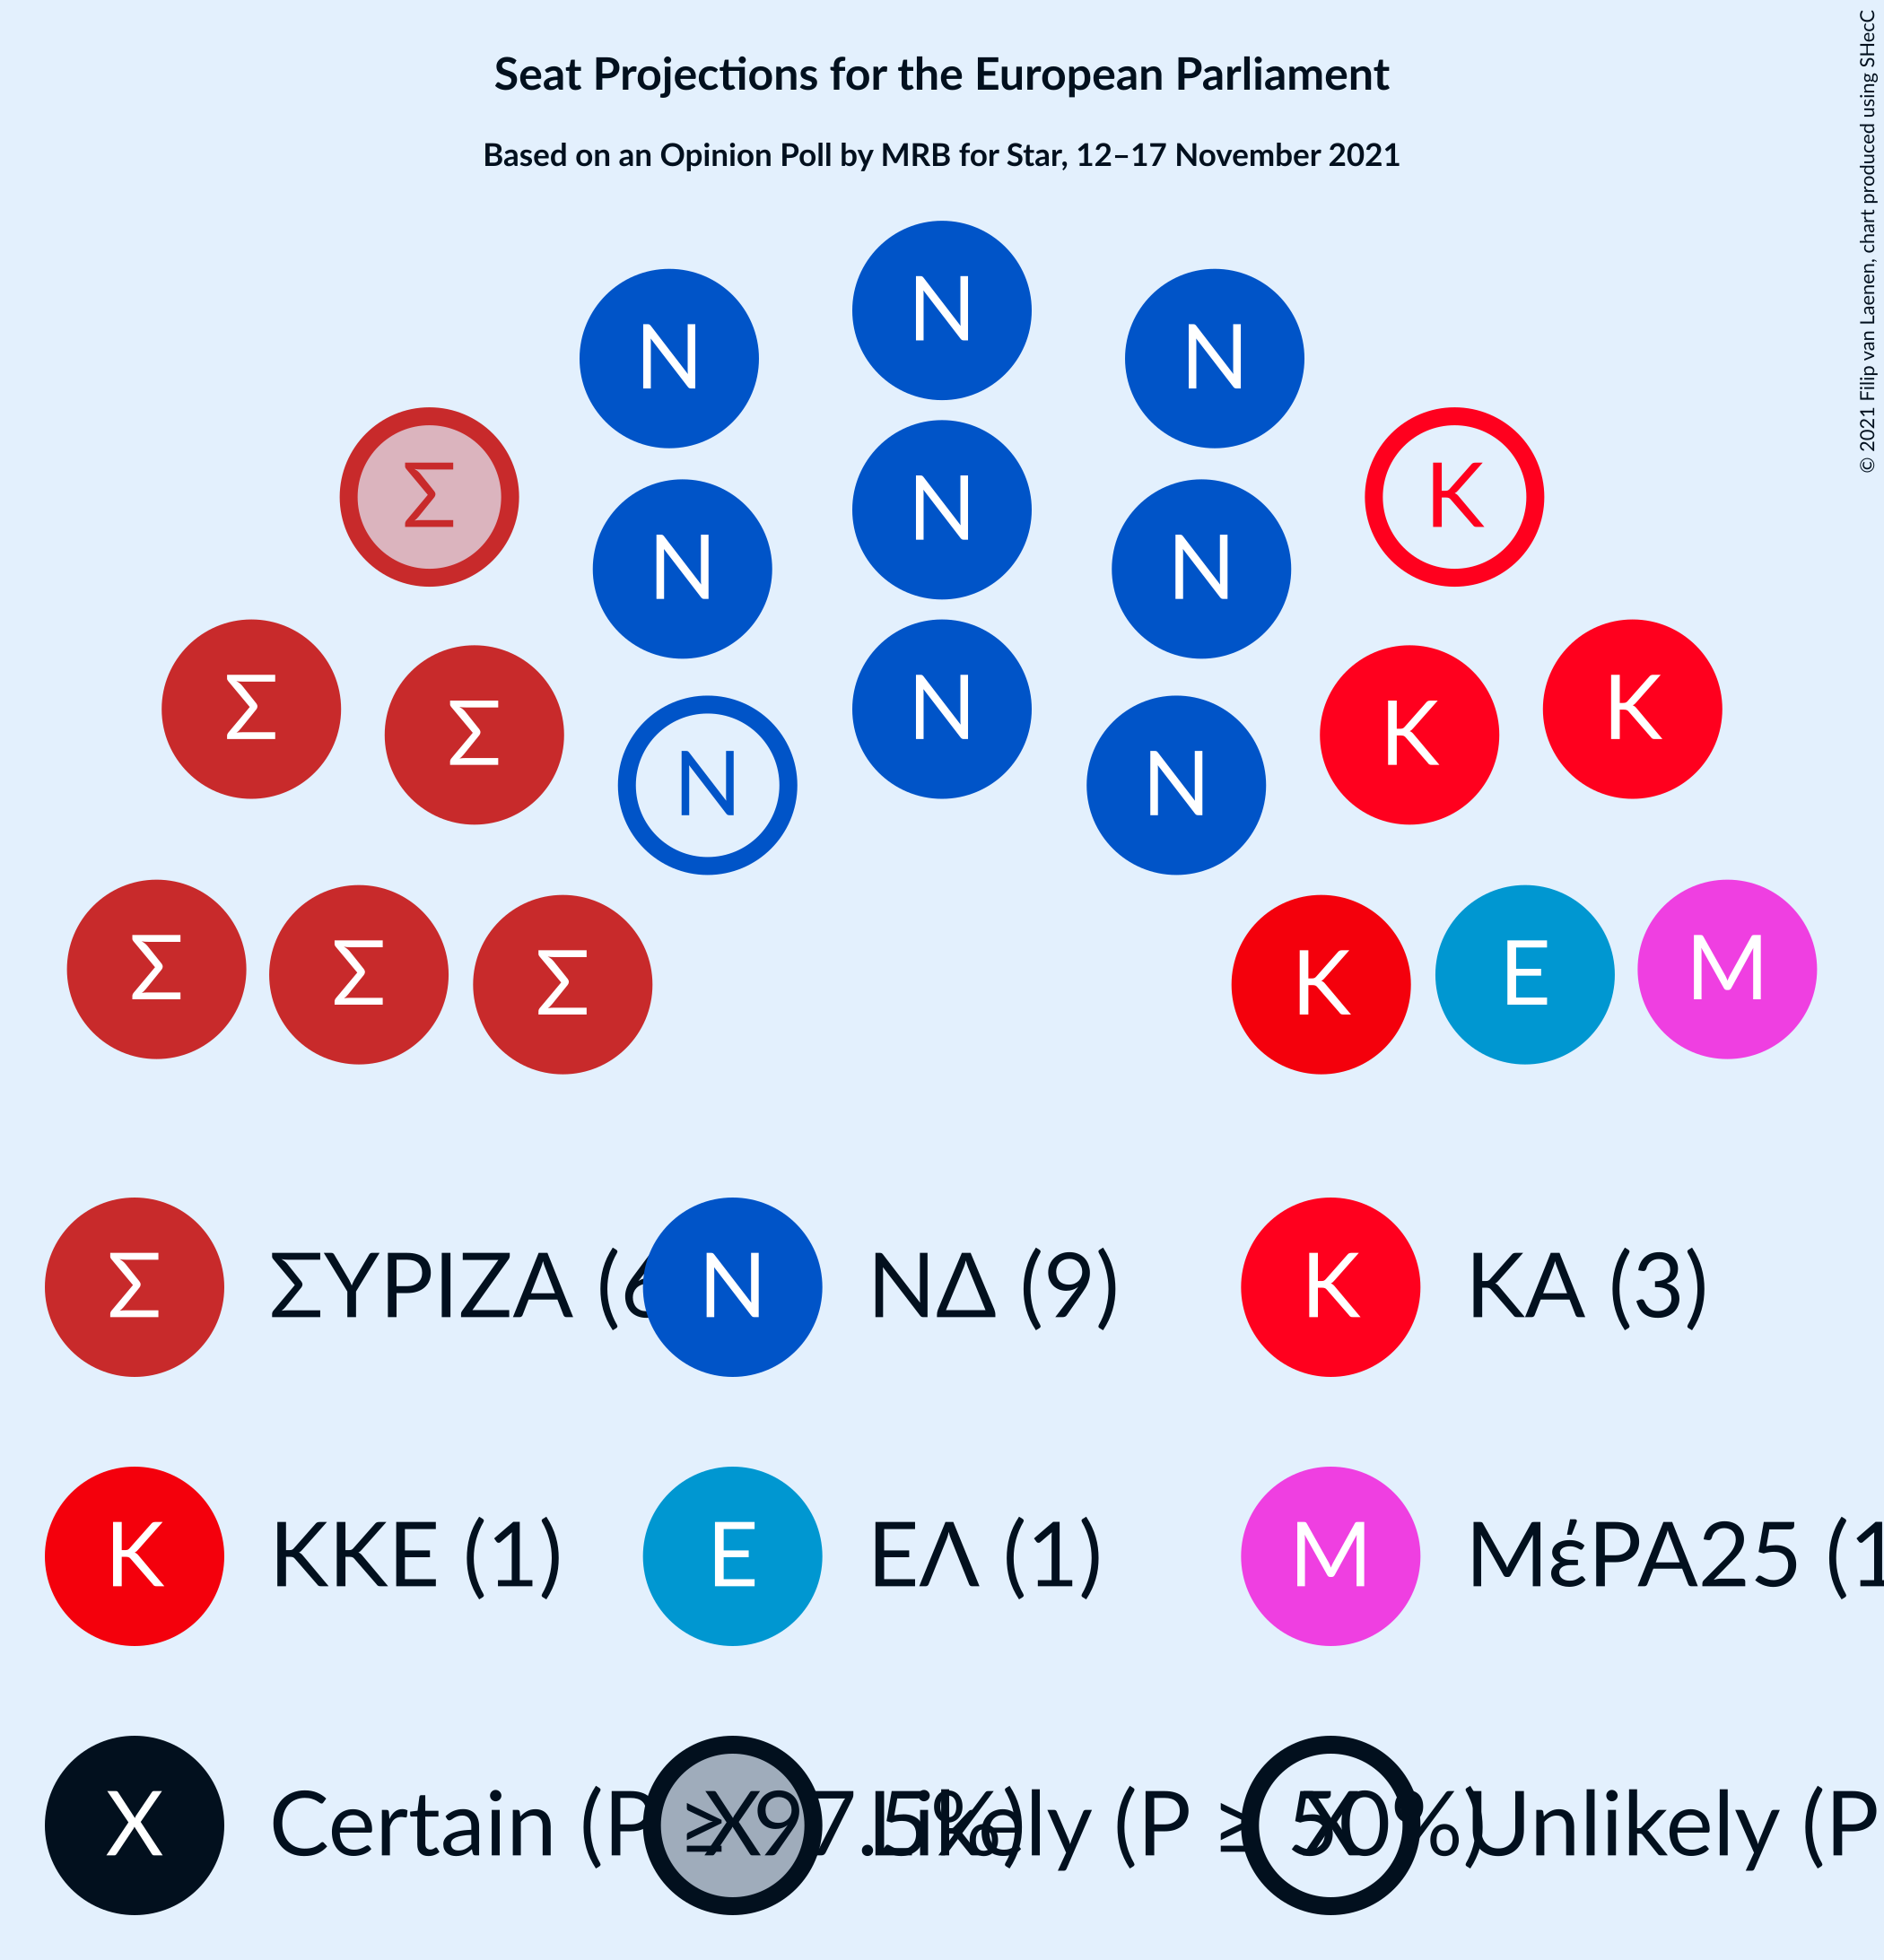 Seat Projections for the European Parliament
Based on an Opinion Poll by MRB for Star, 12–17 November 2021
© 2021 Filip van Laenen, chart produced using SHecC
N
N N
N
Σ K
N N
Σ K
N
Σ K
N N
Σ Σ Σ K E M
Σ ΣΥΡΙΖΑ (6 N ΝΔ (9) K ΚΑ (3)
K ΚΚΕ (1) E ΕΛ (1) M ΜέΡΑ25 (1
X Certain (P ≥ 97.5%) X Likely (P ≥ 50%) X Unlikely (P